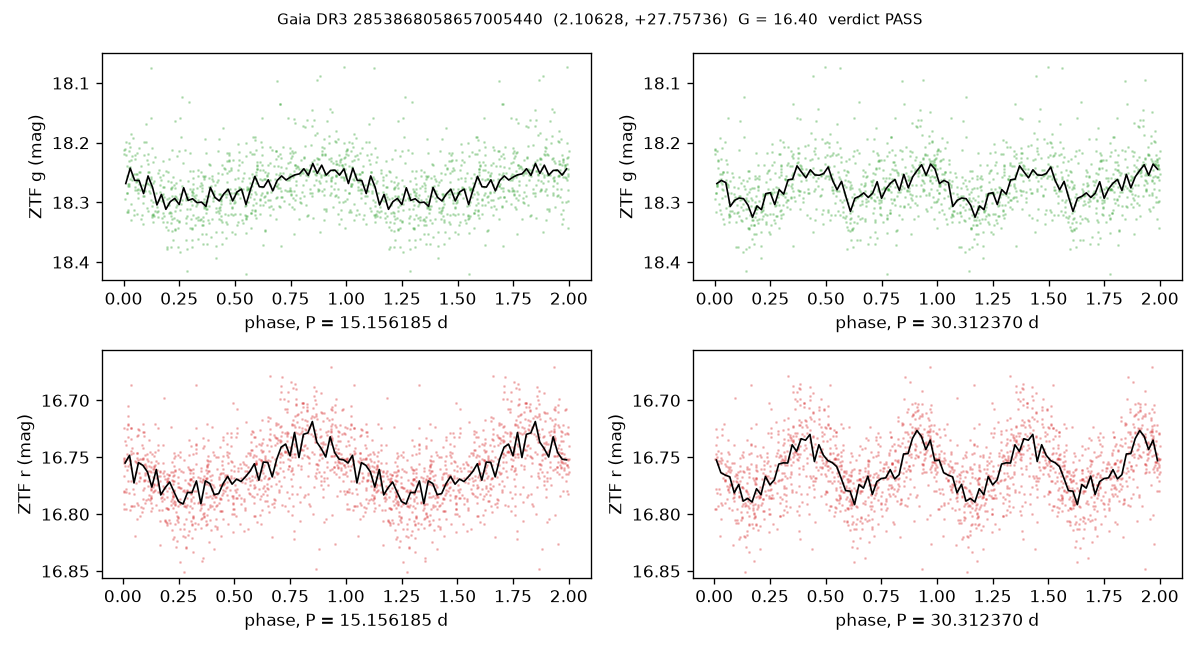 Gaia DR3 2853868058657005440 (2.10628, +27.75736) G = 16.40 verdict PASS
ZTF g (mag)
18.1
18.2
18.3
18.4
0.00 0.25 0.50 0.75 1.00 1.25 1.50 1.75 2.00
phase, P = 15.156185 d
ZTF g (mag)
18.1
18.2
18.3
18.4
0.00 0.25 0.50 0.75 1.00 1.25 1.50 1.75 2.00
phase, P = 30.312370 d
ZTF r (mag)
16.70
16.75
16.80
16.85
0.00 0.25 0.50 0.75 1.00 1.25 1.50 1.75 2.00
phase, P = 15.156185 d
ZTF r (mag)
16.70
16.75
16.80
16.85
0.00 0.25 0.50 0.75 1.00 1.25 1.50 1.75 2.00
phase, P = 30.312370 d